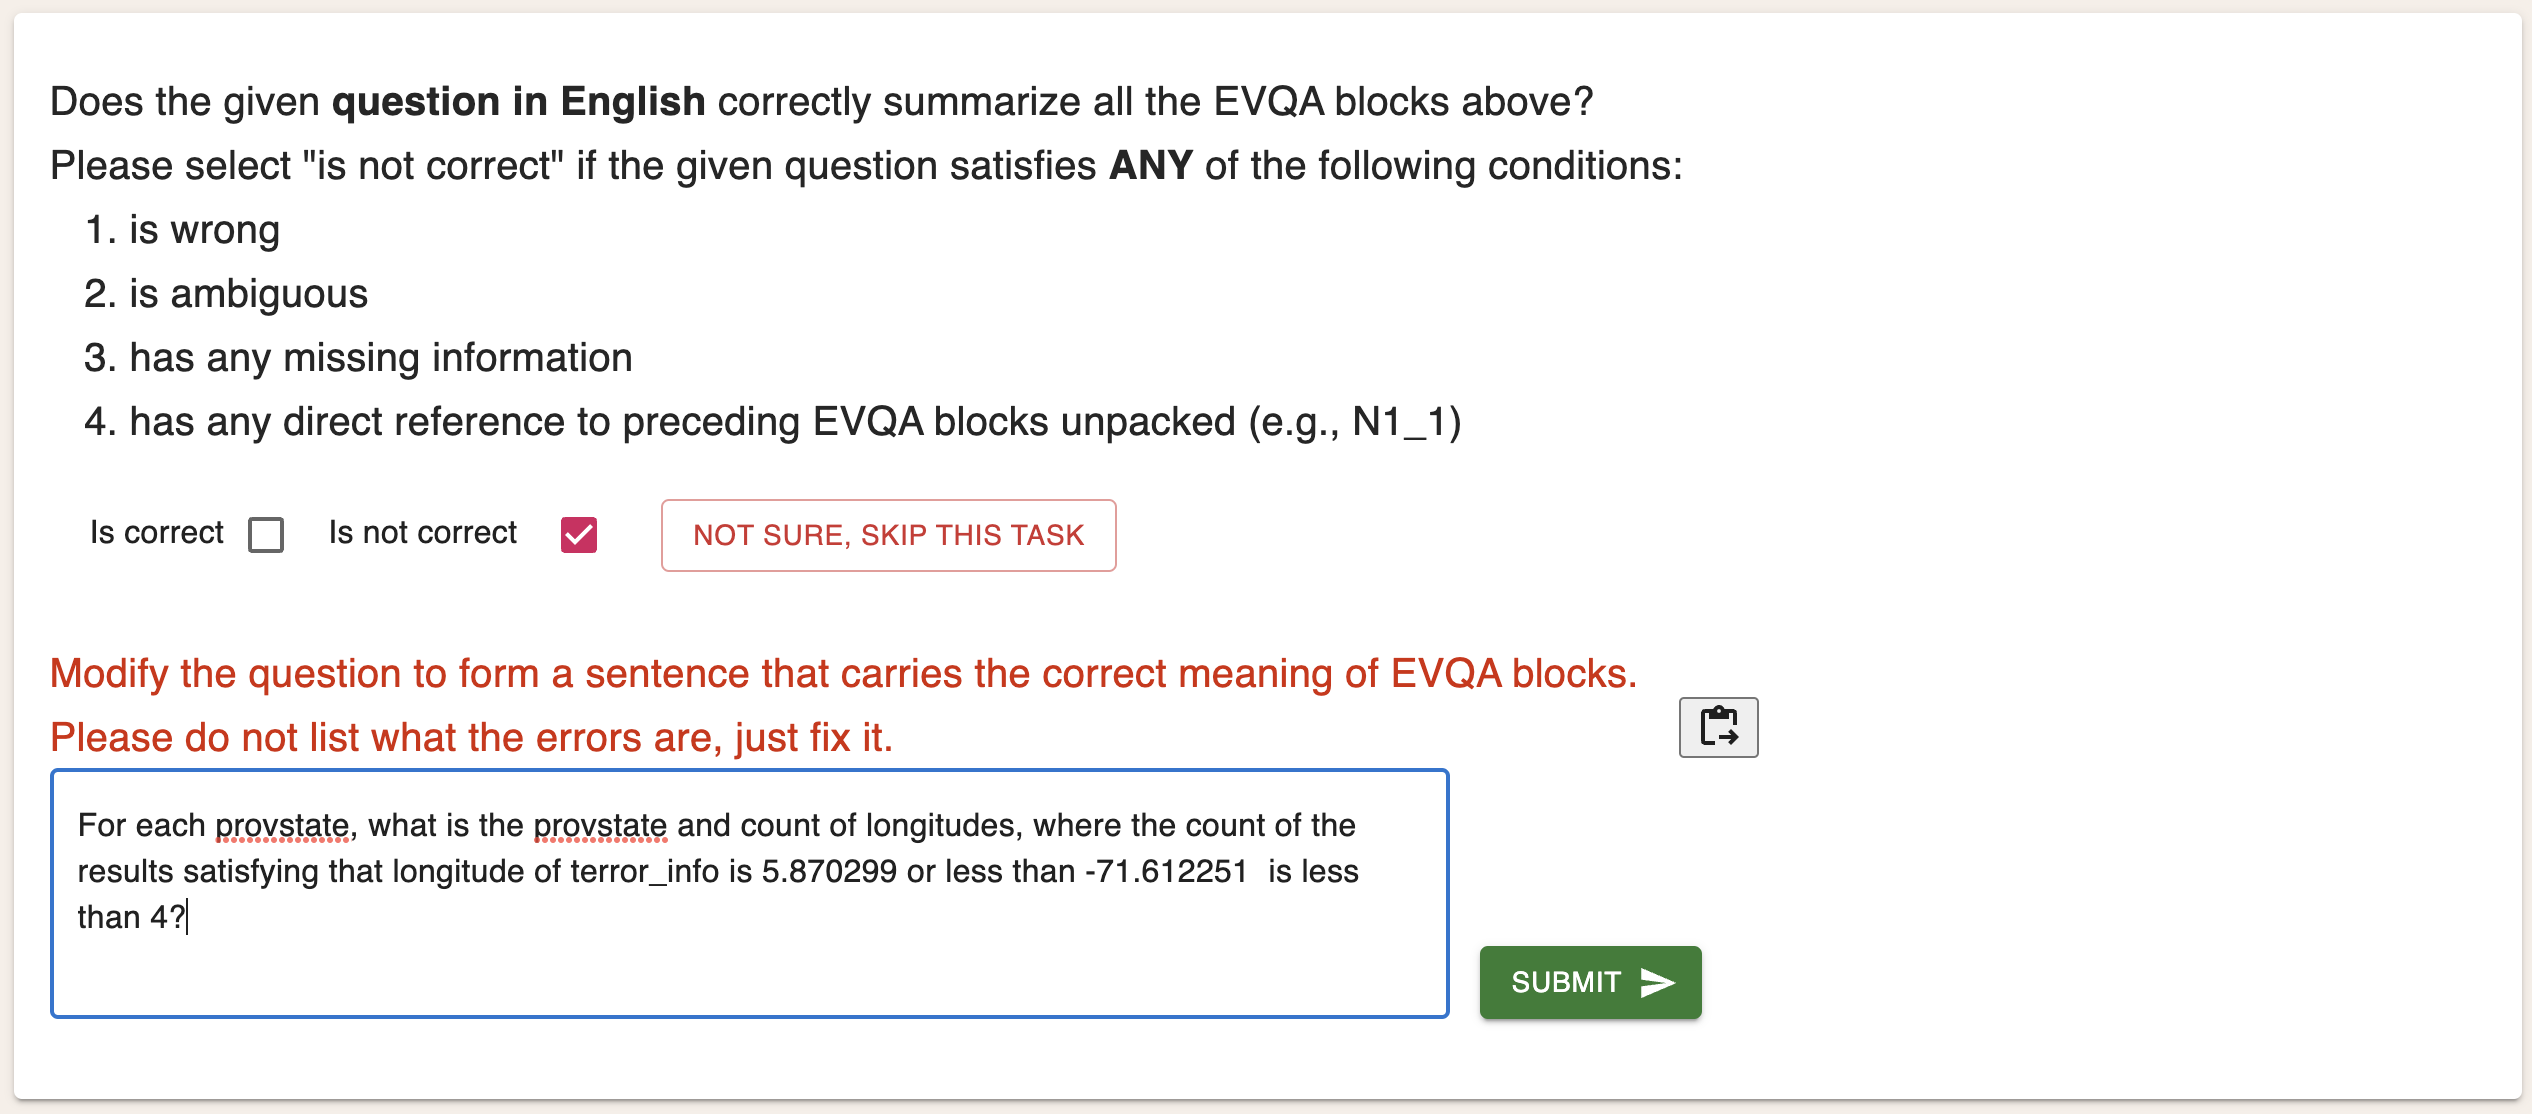 Does the given question in English correctly summarize all the EVQA blocks above?
Please select "is not correct" if the given question satisfies ANY of the following conditions:
1. is wrong
2. is ambiguous
3. has any missing information
4. has any direct reference to preceding EVQA blocks unpacked (e.g., N1_1)
Is correct Is not correct NOT SURE, SKIP THIS TASK
Modify the question to form a sentence that carries the correct meaning of EVQA blocks.
Please do not list what the errors are, just fix it.
For each provstate, what is the provstate and count of longitudes, where the count of the
results satisfying that longitude of terror_info is 5.870299 or less than -71.612251  is less
than 4?
SUBMIT